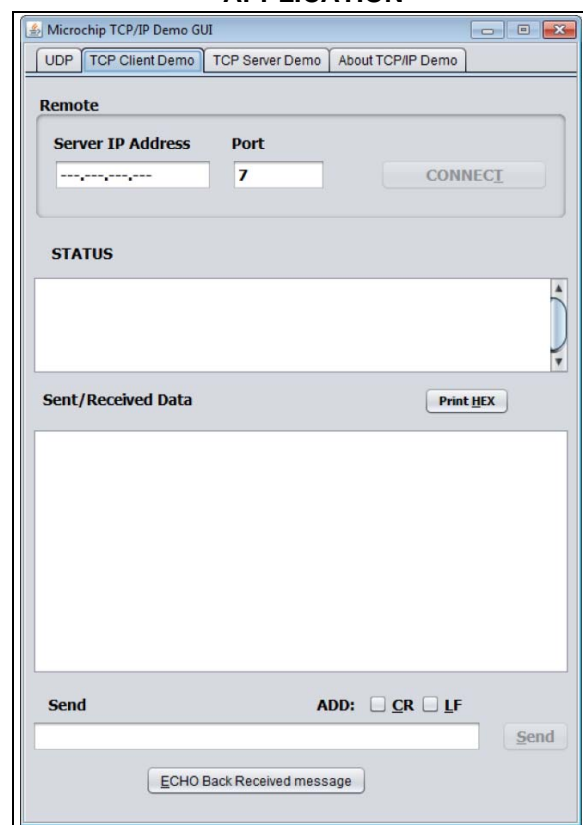 APPLICATION
Microchip TCP/IP Demo GUI
UDP TCP Client Demo TCP Server Demo About TCP/IP Demo
Remote
Server IP Address Port
---.---.---.--- 7 CONNECT
STATUS
Sent/Received Data Print HEX
Send ADD: CR LF
Send
ECHO Back Received message